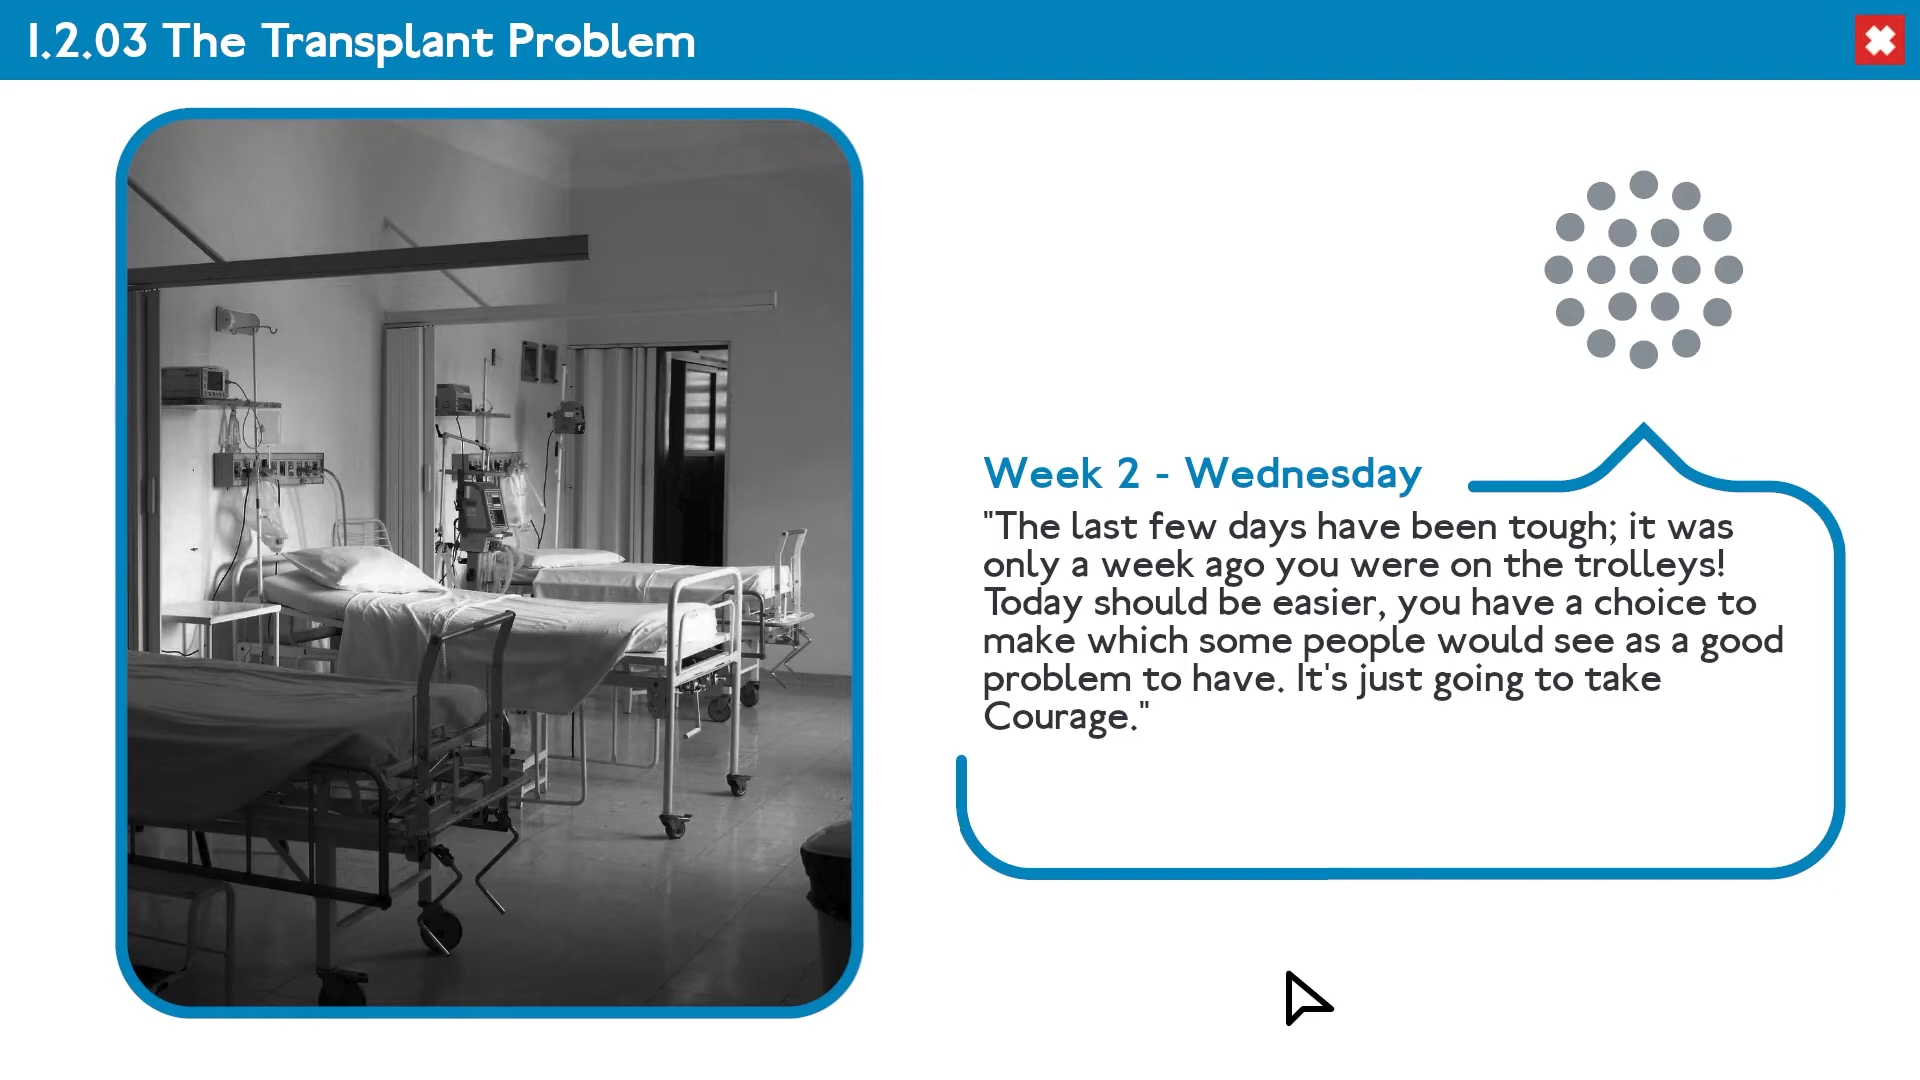 1.2.03 The Transplant Problem
Week 2 - Wednesday
"The last few days have been tough; it was
only a week ago you were on the trolleys!
Today should be easier, you have a choice to
make which some people would see as a good
problem to have. It's just going to take
Courage."